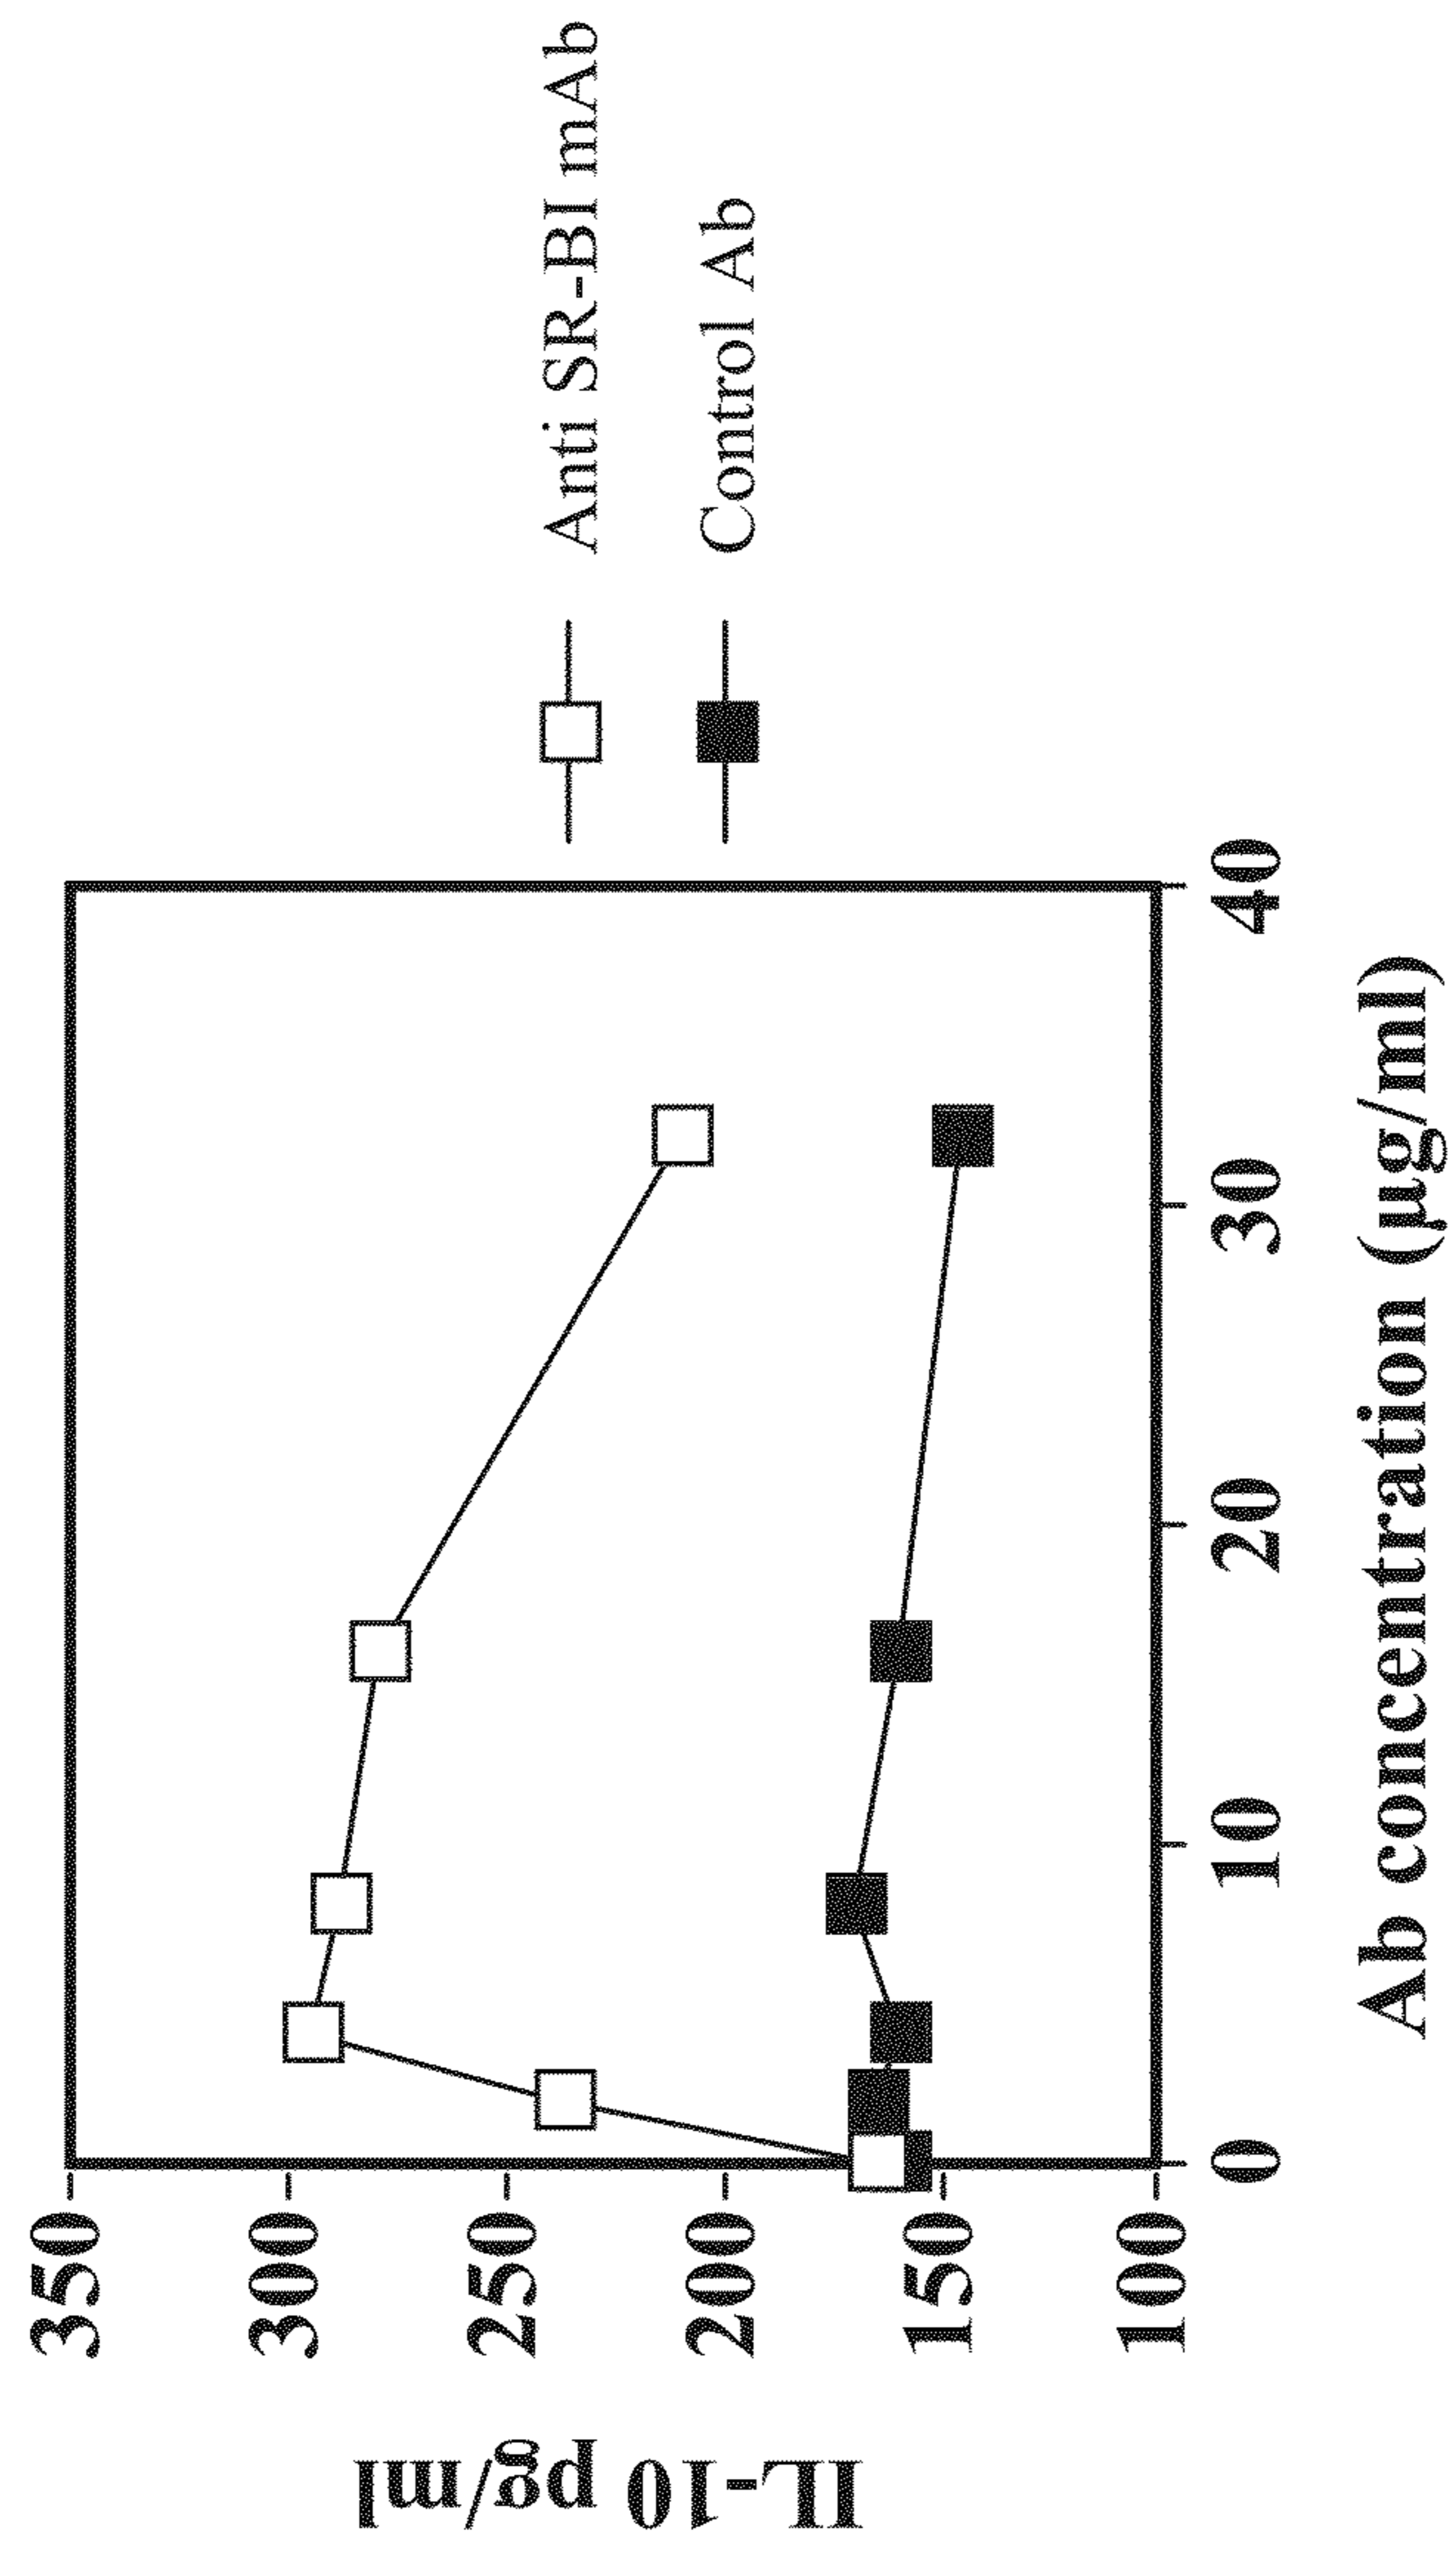 IL-10 pg/ml
350
300
250
200
150
100
0
10
20
30
40
Ab concentration (µg/ml)
Anti SR-BI mAb
Control Ab